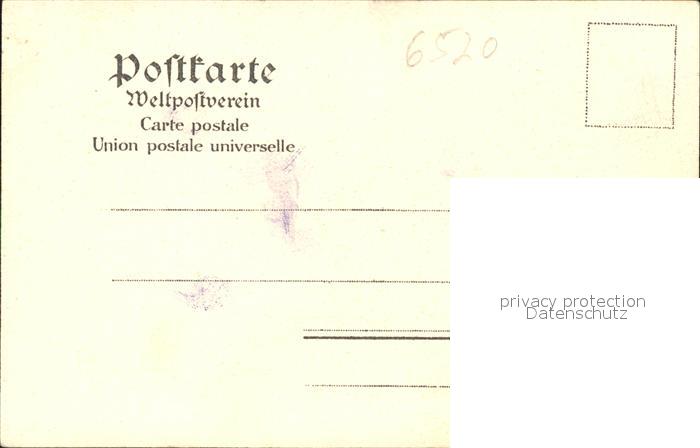 6520
Postkarte
Weltpostverein
Carte postale
Union postale universelle
privacy protection
Datenschutz